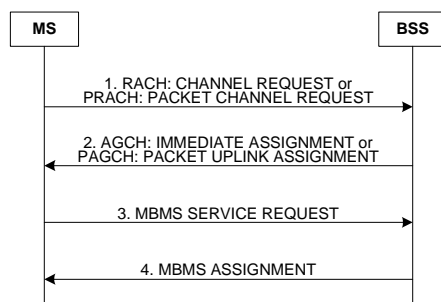 MS
BSS
1. RACH: CHANNEL REQUEST or
PRACH: PACKET CHANNEL REQUEST
2. AGCH: IMMEDIATE ASSIGNMENT or
PAGCH: PACKET UPLINK ASSIGNMENT
3. MBMS SERVICE REQUEST
4. MBMS ASSIGNMENT